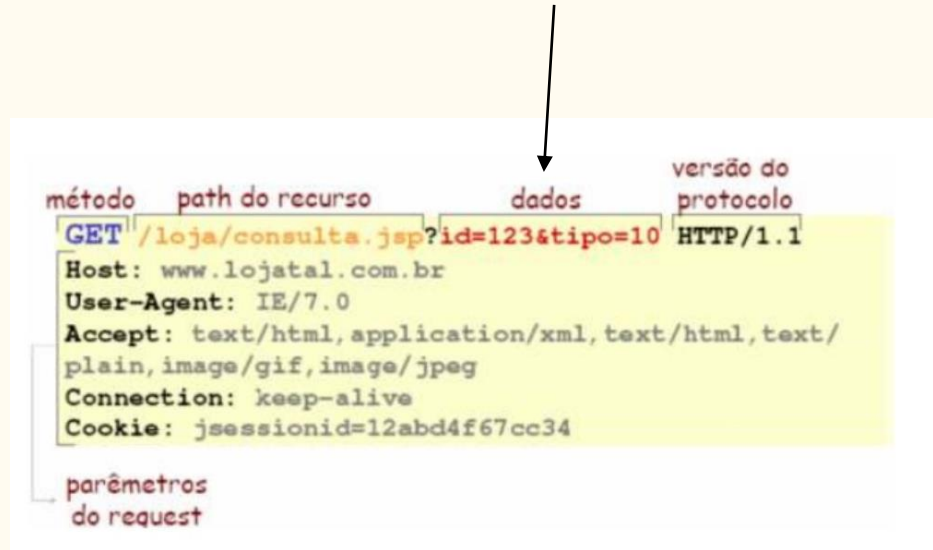 método path do recurso dados versão do protocolo
GET /loja/consulta.jsp?id=123&tipo=10 HTTP/1.1
Host: www.lojatal.com.br
User-Agent: IE/7.0
Accept: text/html,application/xml,text/html,text/
plain,image/gif,image/jpeg
Connection: keep-alive
Cookie: jsessionid=12abd4f67cc34
parêmetros
do request